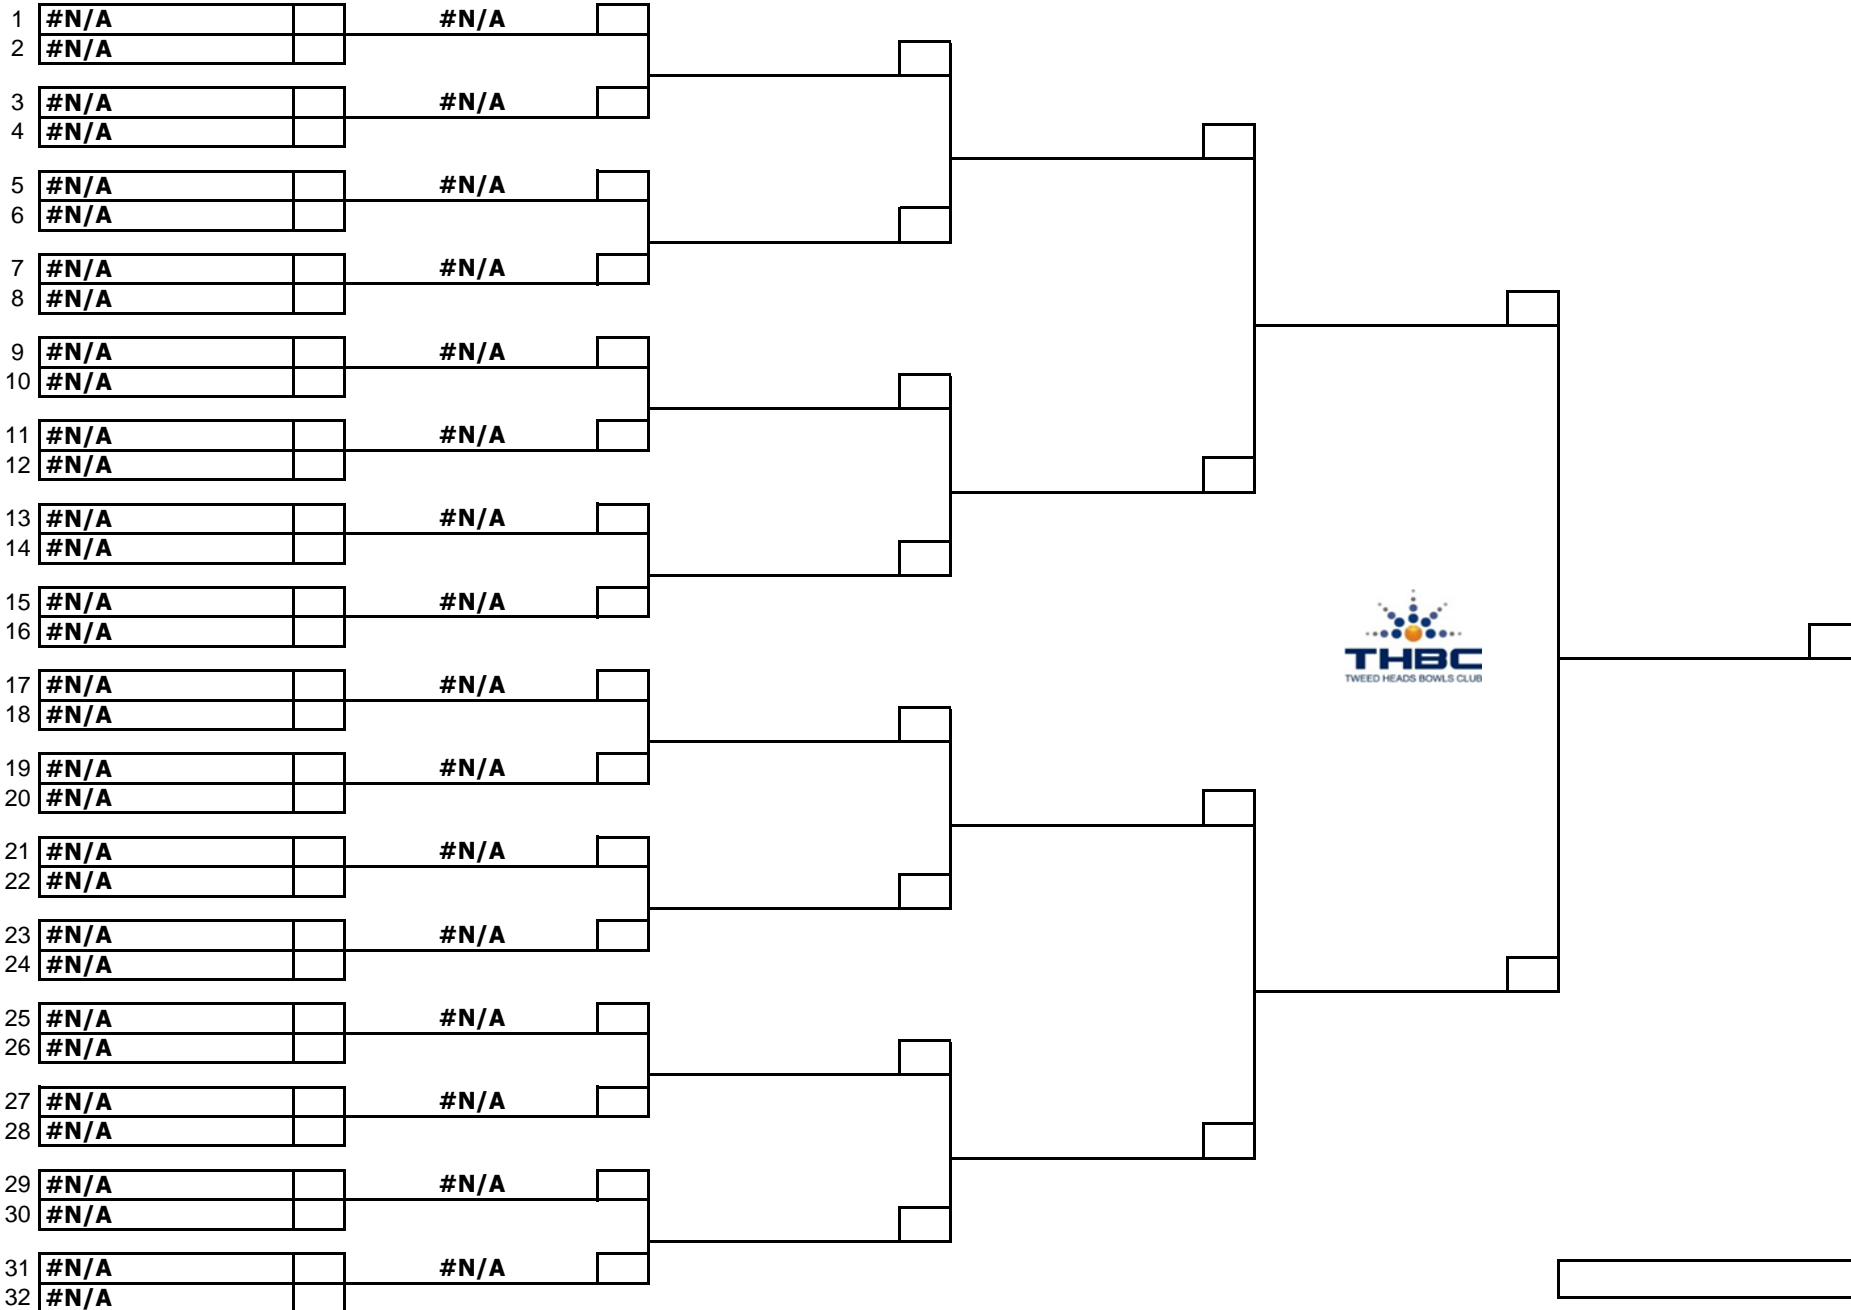 1 #N/A #N/A
2 #N/A
3 #N/A #N/A
4 #N/A
5 #N/A #N/A
6 #N/A
7 #N/A #N/A
8 #N/A
9 #N/A #N/A
10 #N/A
11 #N/A #N/A
12 #N/A
13 #N/A #N/A
14 #N/A
15 #N/A #N/A
16 #N/A
THBC
TWEED HEADS BOWLS CLUB
17 #N/A #N/A
18 #N/A
19 #N/A #N/A
20 #N/A
21 #N/A #N/A
22 #N/A
23 #N/A #N/A
24 #N/A
25 #N/A #N/A
26 #N/A
27 #N/A #N/A
28 #N/A
29 #N/A #N/A
30 #N/A
31 #N/A #N/A
32 #N/A